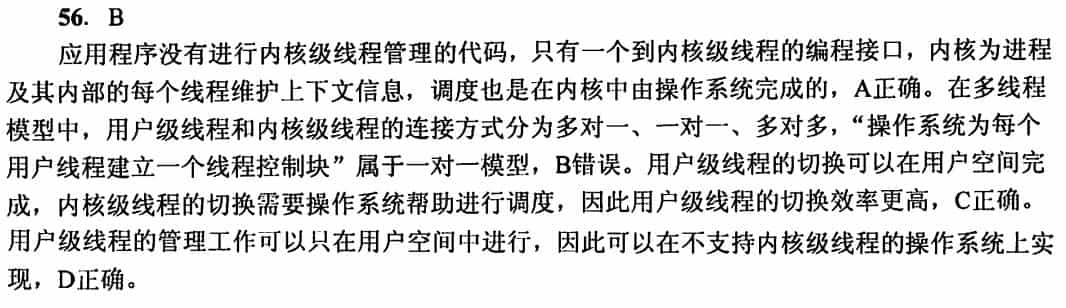 56. B
应用程序没有进行内核级线程管理的代码，只有一个到内核级线程的编程接口，内核为进程
及其内部的每个线程维护上下文信息，调度也是在内核中由操作系统完成的，A正确。在多线程
模型中，用户级线程和内核级线程的连接方式分为多对一、一对一、多对多，“操作系统为每个
用户线程建立一个线程控制块”属于一对一模型，B错误。用户级线程的切换可以在用户空间完
成，内核级线程的切换需要操作系统帮助进行调度，因此用户级线程的切换效率更高，C正确。
用户级线程的管理工作可以只在用户空间中进行，因此可以在不支持内核级线程的操作系统上实
现，D正确。